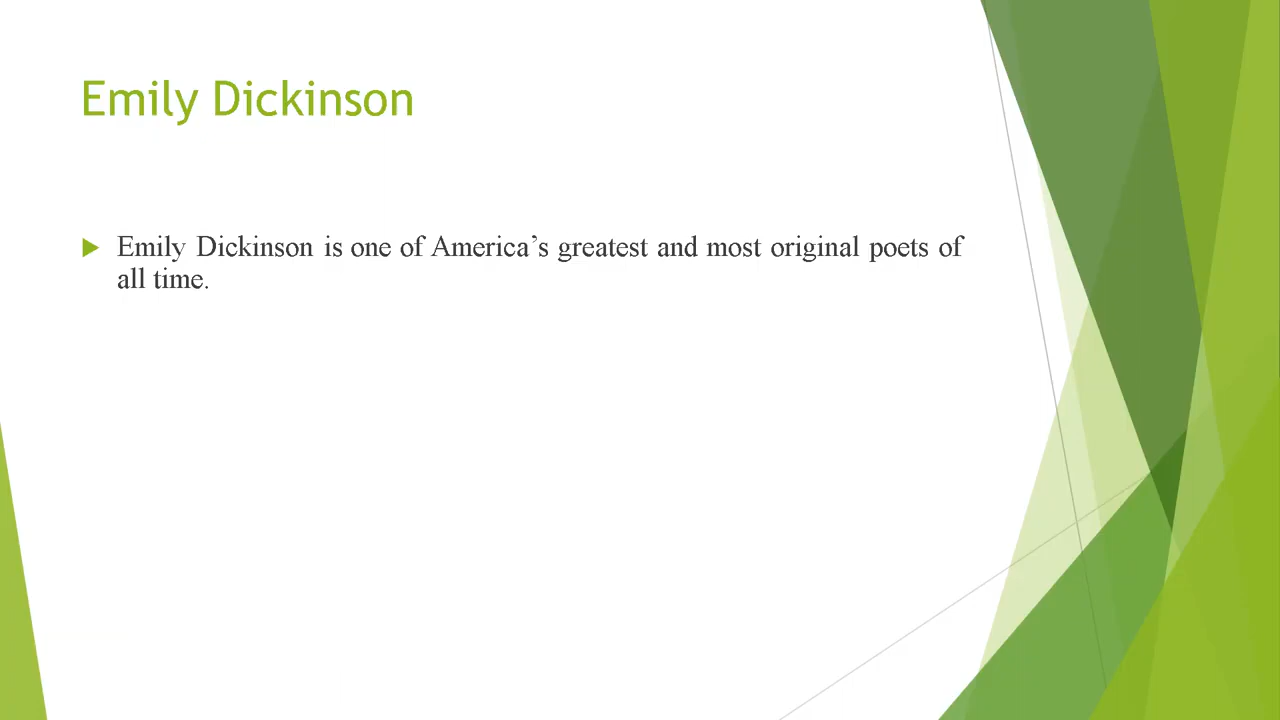 Emily Dickinson
Emily Dickinson is one of America’s greatest and most original poets of
all time.